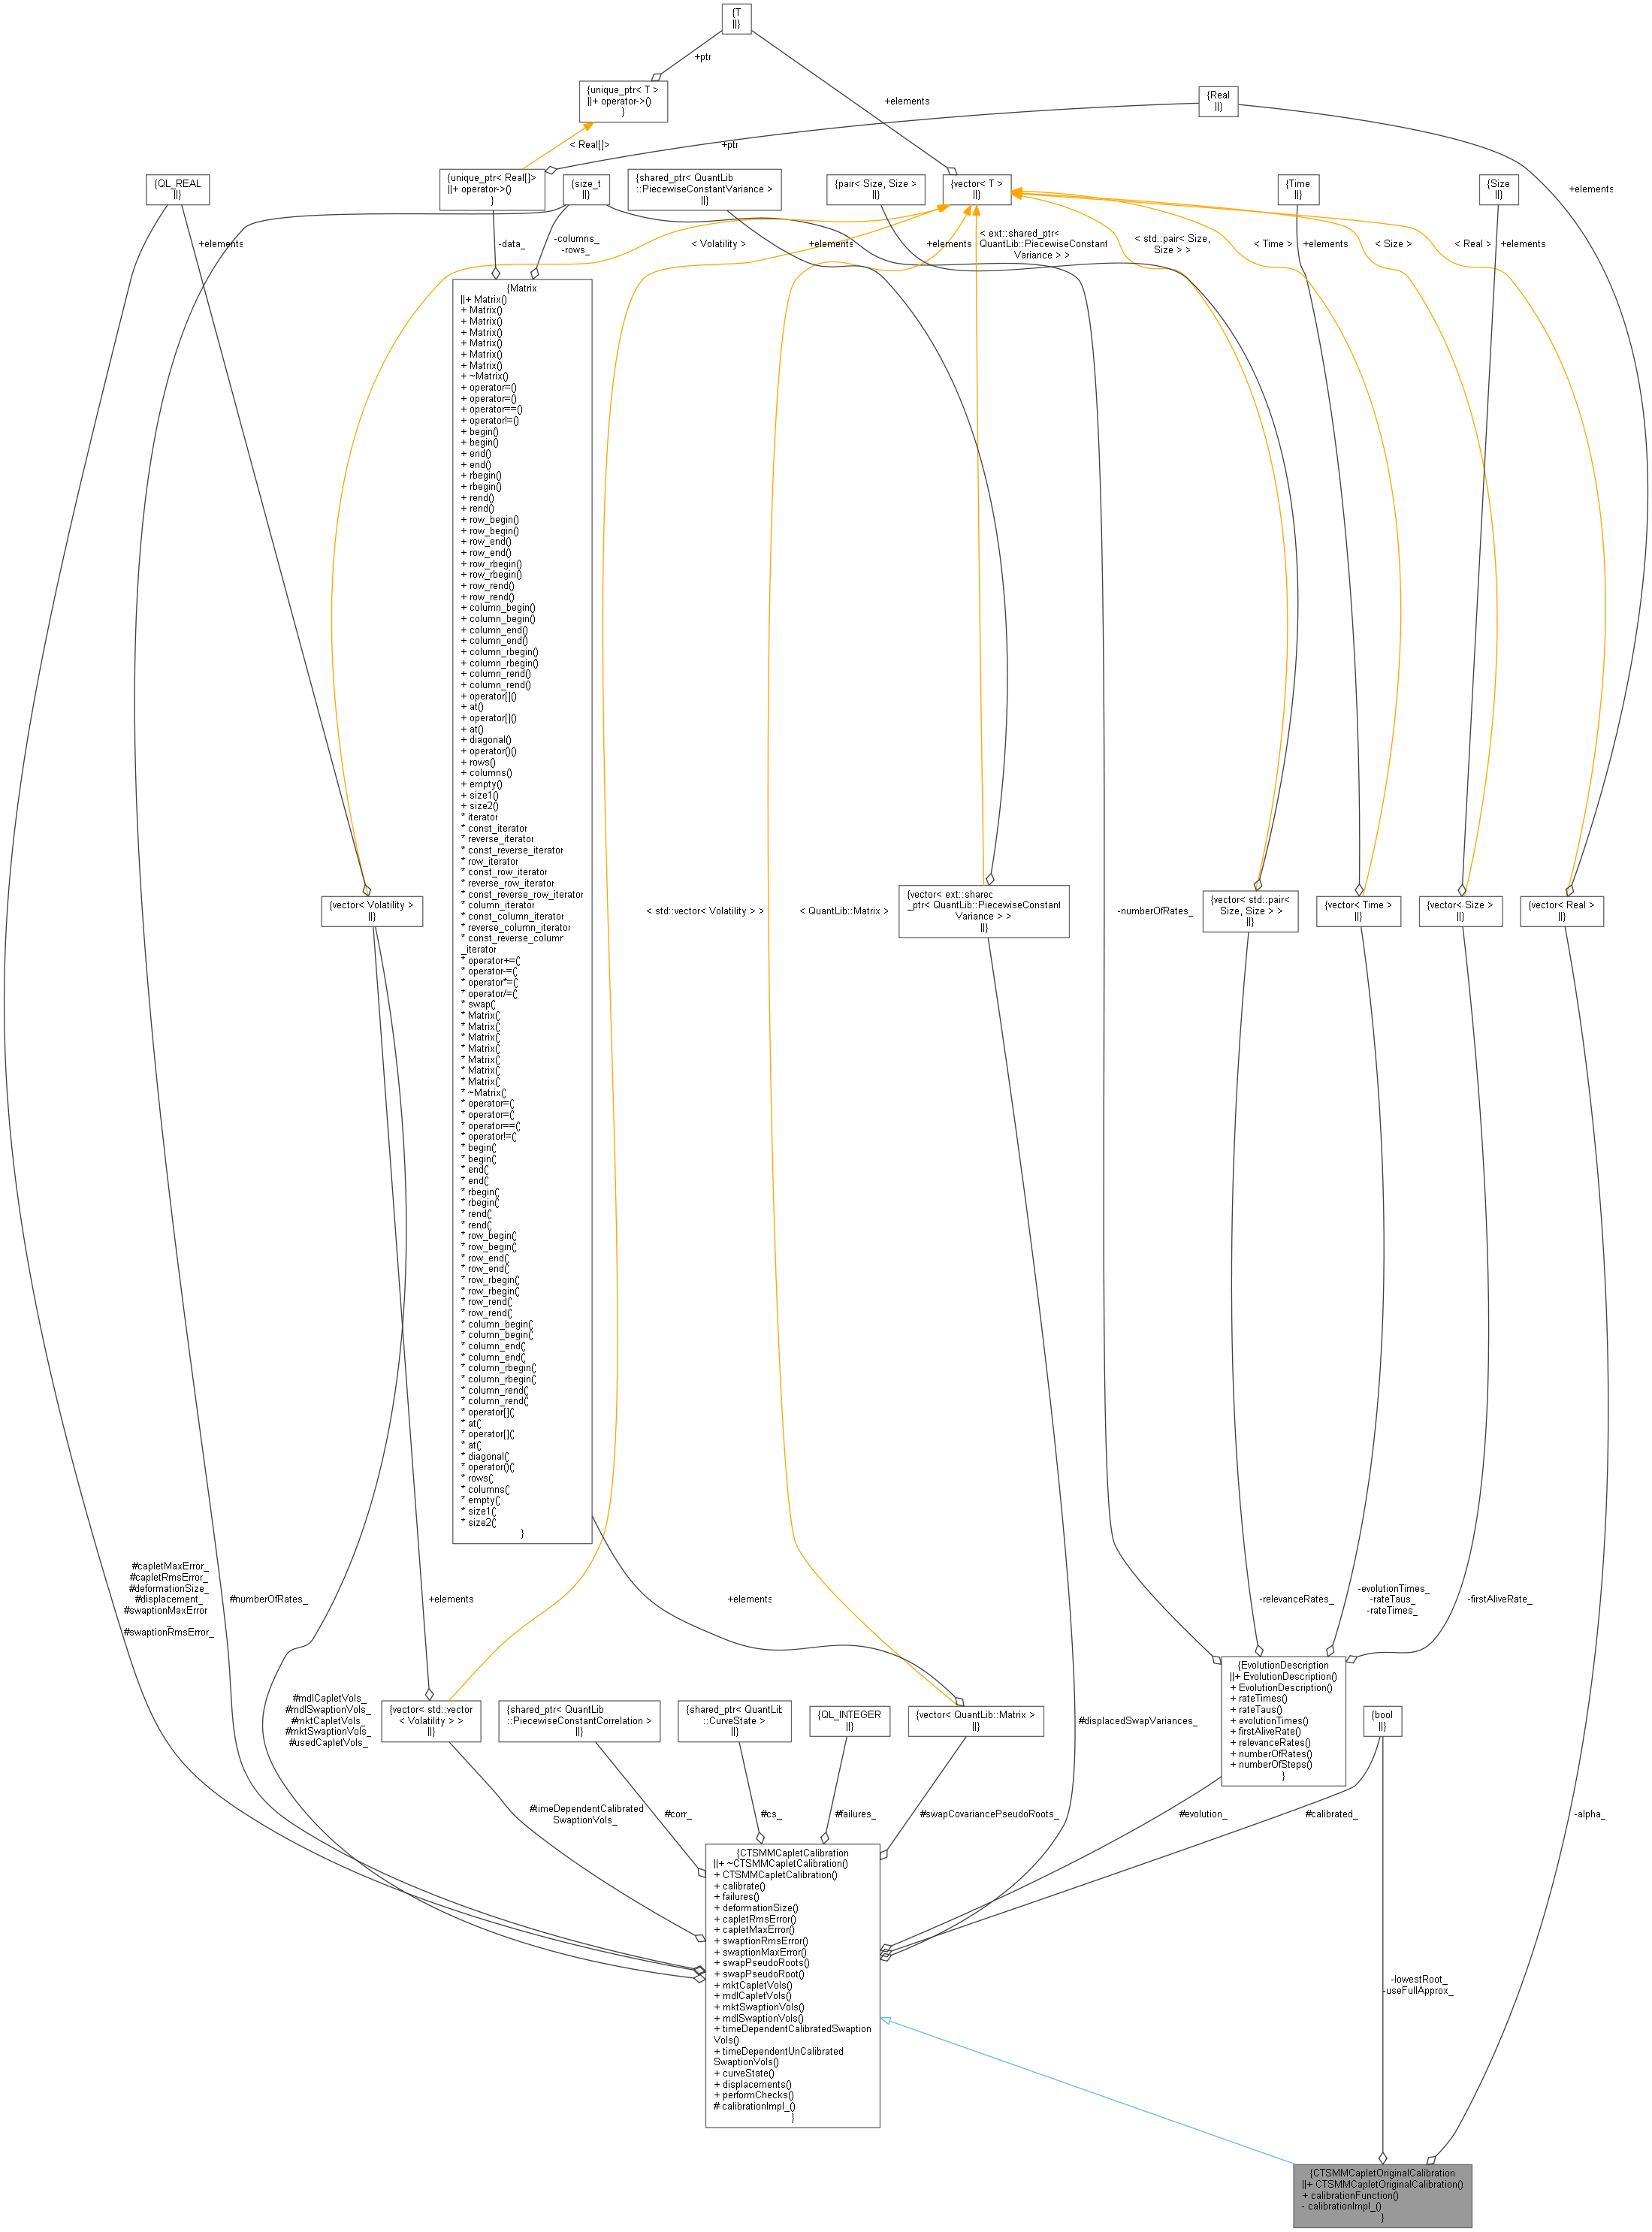 {T
||}
+ptr
{unique_ptr< T >
||+ operator->()
}
+elements
{Real
||}
< Real[]>
+ptr
{QL_REAL
||}
{unique_ptr< Real[]>
||+ operator->()
}
{size_t
||}
{shared_ptr< QuantLib
::PiecewiseConstantVariance >
||}
{pair< Size, Size >
||}
{vector< T >
||}
{Time
||}
{Size
||}
+elements
+elements
-data_
-columns_
-rows_
< Volatility >
+elements
+elements
< ext::shared_ptr<
QuantLib::PiecewiseConstant
Variance > >
< std::pair< Size,
Size > >
< Time >
+elements
< Size >
+elements
< Real >
{Matrix
||+ Matrix()
+ Matrix()
+ Matrix()
+ Matrix()
+ Matrix()
+ Matrix()
+ Matrix()
+ ~Matrix()
+ operator=()
+ operator=()
+ operator==()
+ operator!=()
+ begin()
+ begin()
+ end()
+ end()
+ rbegin()
+ rbegin()
+ rend()
+ rend()
+ row_begin()
+ row_begin()
+ row_end()
+ row_end()
+ row_rbegin()
+ row_rbegin()
+ row_rend()
+ row_rend()
+ column_begin()
+ column_begin()
+ column_end()
+ column_end()
+ column_rbegin()
+ column_rbegin()
+ column_rend()
+ column_rend()
+ operator[]()
+ at()
+ operator[]()
+ at()
+ diagonal()
+ operator()()
+ rows()
+ columns()
+ empty()
+ size1()
+ size2()
* iterator
* const_iterator
* reverse_iterator
* const_reverse_iterator
* row_iterator
* const_row_iterator
* reverse_row_iterator
* const_reverse_row_iterator
* column_iterator
* const_column_iterator
* reverse_column_iterator
* const_reverse_column
_iterator
* operator+=(;
* operator-=(;
* operator*=(;
* operator/=(;
* swap(;
* Matrix(;
* Matrix(;
* Matrix(;
* Matrix(;
* Matrix(;
* Matrix(;
* Matrix(;
* ~Matrix(;
* operator=(;
* operator=(;
* operator==(;
* operator!=(;
* begin(;
* begin(;
* end(;
* end(;
* rbegin(;
* rbegin(;
* rend(;
* rend(;
* row_begin(;
* row_begin(;
* row_end(;
* row_end(;
* row_rbegin(;
* row_rbegin(;
* row_rend(;
* row_rend(;
* column_begin(;
* column_begin(;
* column_end(;
* column_end(;
* column_rbegin(;
* column_rbegin(;
* column_rend(;
* column_rend(;
* operator[](;
* at(;
* operator[](;
* at(;
* diagonal(;
* operator()(;
* rows(;
* columns(;
* empty(;
* size1(;
* size2(;
}
{vector< Volatility >
||}
< std::vector< Volatility > >
< QuantLib::Matrix >
{vector< ext::shared
_ptr< QuantLib::PiecewiseConstant
Variance > >
||}
-numberOfRates_
{vector< std::pair<
Size, Size > >
||}
{vector< Time >
||}
{vector< Size >
||}
{vector< Real >
||}
#capletMaxError_
#capletRmsError_
#deformationSize_
#displacement_
#swaptionMaxError
_
#swaptionRmsError_
#numberOfRates_
+elements
+elements
-relevanceRates_
-evolutionTimes_
-rateTaus_
-rateTimes_
-firstAliveRate_
#mdlCapletVols_
#mdlSwaptionVols_
#mktCapletVols_
#mktSwaptionVols_
#usedCapletVols_
{vector< std::vector
< Volatility > >
||}
{shared_ptr< QuantLib
::PiecewiseConstantCorrelation >
||}
{shared_ptr< QuantLib
::CurveState >
||}
{QL_INTEGER
||}
{vector< QuantLib::Matrix >
||}
#displacedSwapVariances_
{EvolutionDescription
||+ EvolutionDescription()
+ EvolutionDescription()
+ rateTimes()
+ rateTaus()
+ evolutionTimes()
+ firstAliveRate()
+ relevanceRates()
+ numberOfRates()
+ numberOfSteps()
}
{bool
||}
#timeDependentCalibrated
SwaptionVols_
#corr_
#cs_
#failures_
#swapCovariancePseudoRoots_
#evolution_
#calibrated_
-alpha_
{CTSMMCapletCalibration
||+ ~CTSMMCapletCalibration()
+ CTSMMCapletCalibration()
+ calibrate()
+ failures()
+ deformationSize()
+ capletRmsError()
+ capletMaxError()
+ swaptionRmsError()
+ swaptionMaxError()
+ swapPseudoRoots()
+ swapPseudoRoot()
+ mktCapletVols()
+ mdlCapletVols()
+ mktSwaptionVols()
+ mdlSwaptionVols()
+ timeDependentCalibratedSwaption
Vols()
+ timeDependentUnCalibrated
SwaptionVols()
+ curveState()
+ displacements()
+ performChecks()
# calibrationImpl_()
}
-lowestRoot_
-useFullApprox_
{CTSMMCapletOriginalCalibration
||+ CTSMMCapletOriginalCalibration()
+ calibrationFunction()
- calibrationImpl_()
}